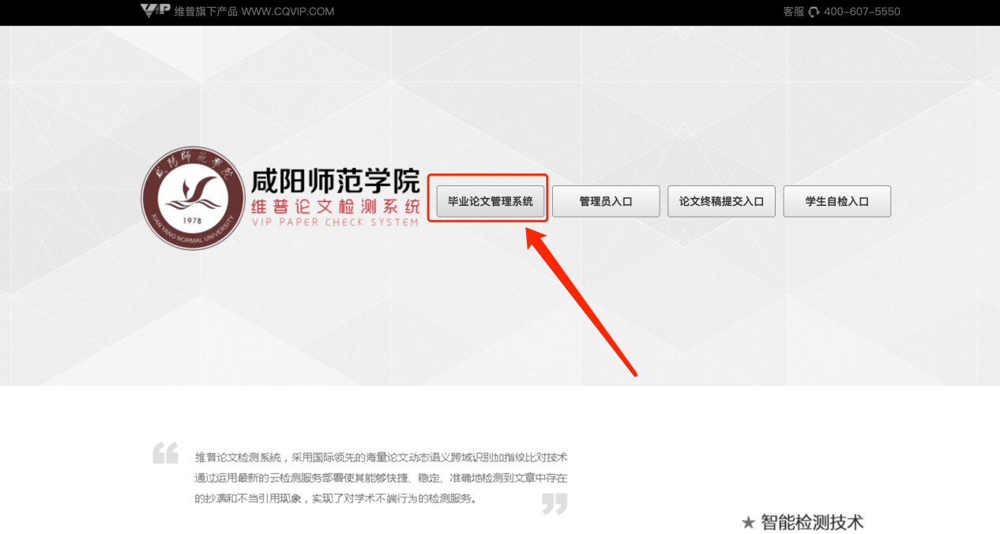 VIP 维普旗下产品 WWW.CQVIP.COM
客服 400-607-5550
咸阳师范学院
1978
XIANYANG NORMAL UNIVERSITY
咸阳师范学院
维普论文检测系统
VIP PAPER CHECK SYSTEM
毕业论文管理系统
管理员入口
论文终稿提交入口
学生自检入口
维普论文检测系统，采用国际领先的海量论文动态语义跨域识别加指纹比对技术
通过运用最新的云检测服务部署使其能够快捷、稳定、准确地检测到文章中存在
的抄袭和不当引用现象，实现了对学术不端行为的检测服务。
★ 智能检测技术